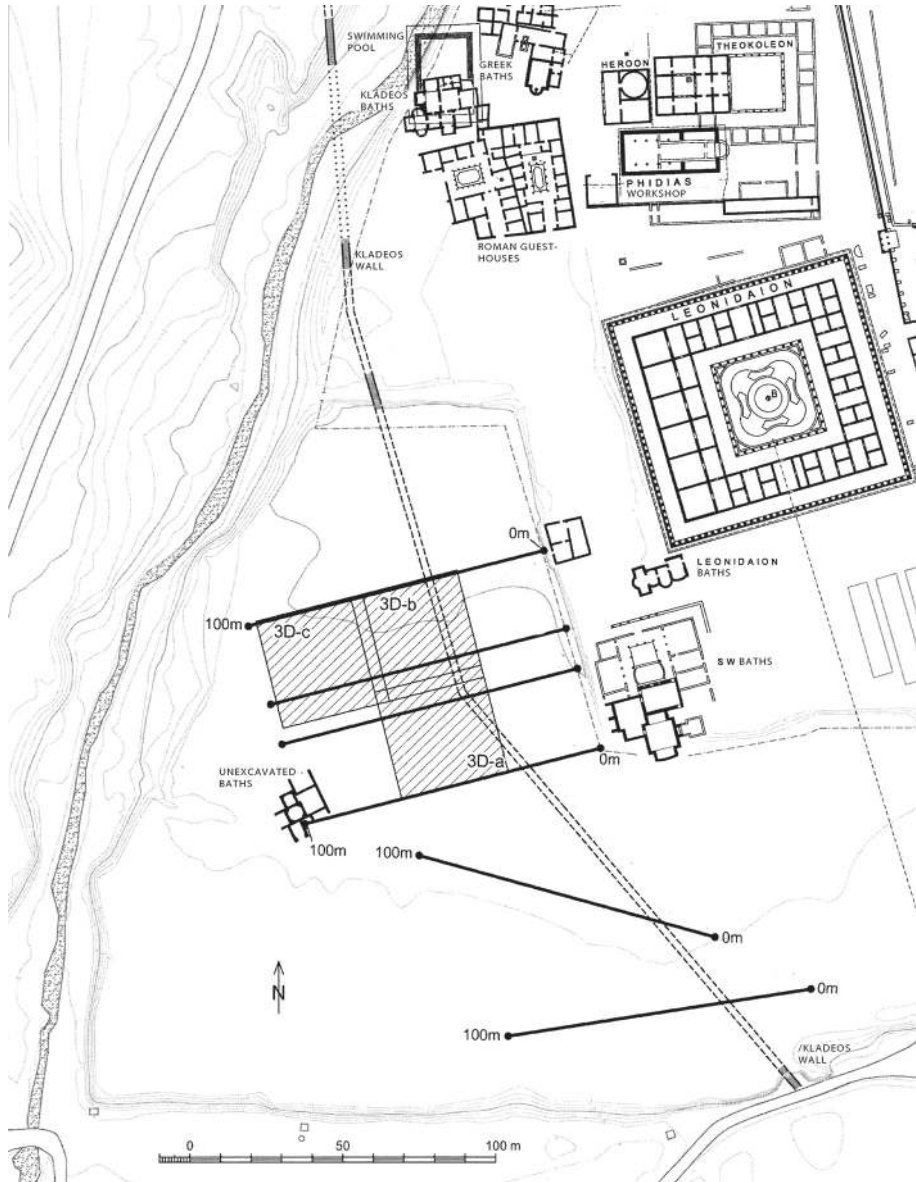 SWIMMING
POOL
GREEK
BATHS
KLADEOS
BATHS
HEROON
THEOKOLEON
PHIDIAS
WORKSHOP
KLADEOS
WALL
ROMAN GUEST-
HOUSES
LEONIDAION
LEONIDAION
BATHS
0m
100m
3D-c
3D-b
SW BATHS
3D-a
0m
UNEXCAVATED
BATHS
100m
100m
0m
0m
100m
N
/KLADEOS
WALL
0 50 100 m